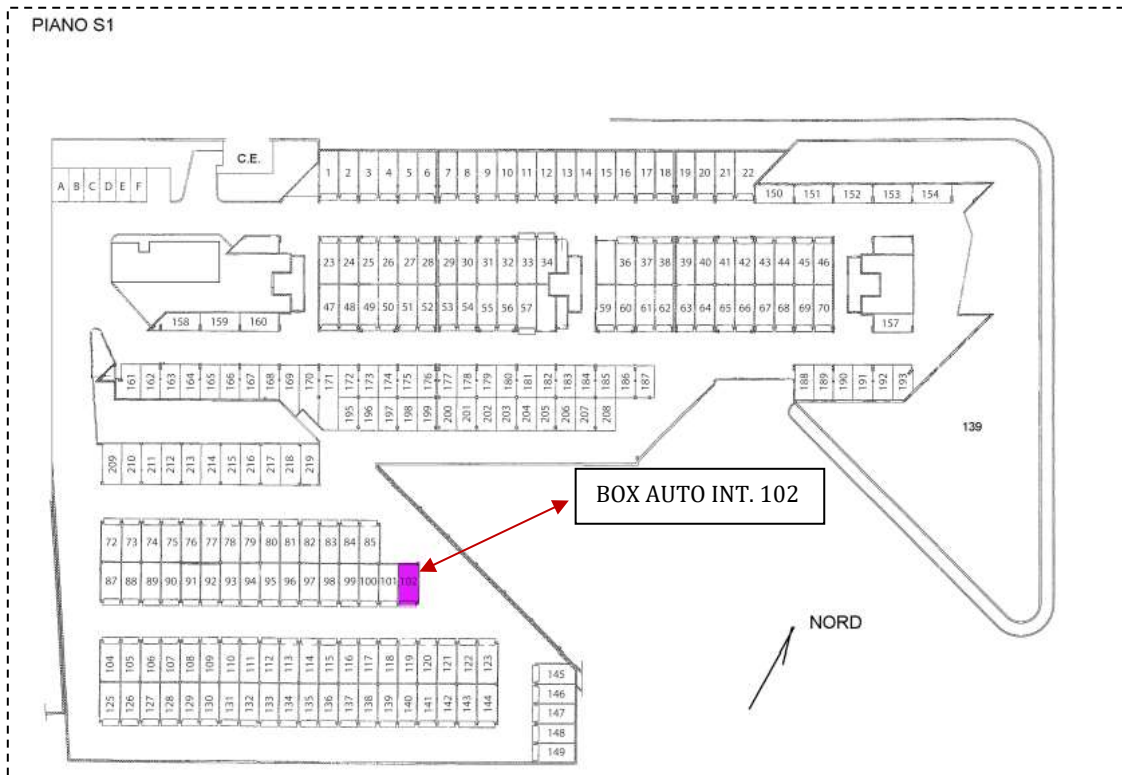 PIANO S1
C.E.
1 2 3 4 5 6 7 8 9 10 11 12 13 14 15 16 17 18 19 20 21 22
A B C D E F
150 151 152 153 154
23 24 25 26 27 28 29 30 31 32 33 34 36 37 38 39 40 41 42 43 44 45 46
47 48 49 50 51 52 53 54 55 56 57 59 60 61 62 63 64 65 66 67 68 69 70
158 159 160 157
161 162 163 164 165 166 167 168 169 170 171 172 173 174 175 176 177 178 179 180 181 182 183 184 185 186 187 188 189 190 191 192 193
195 196 197 198 199 200 201 202 203 204 205 206 207 208
139
209 210 211 212 213 214 215 216 217 218 219
BOX AUTO INT. 102
72 73 74 75 76 77 78 79 80 81 82 83 84 85
87 88 89 90 91 92 93 94 95 96 97 98 99 100 101 102
NORD
104 105 106 107 108 109 110 111 112 113 114 115 116 117 118 119 120 121 122 123
125 126 127 128 129 130 131 132 133 134 135 136 137 138 139 140 141 142 143 144
145
146
147
148
149